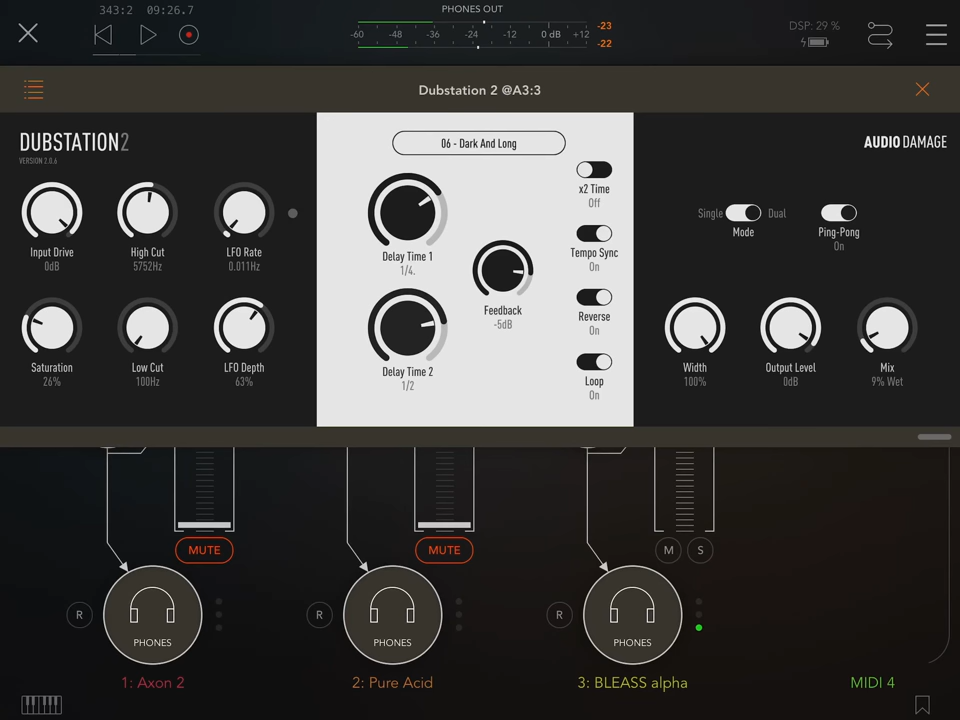 343:2 09:26.7
PHONES OUT
-60 -48 -36 -24 -12 0 dB +12
-23
-22
DSP: 29 %
Dubstation 2 @A3:3
DUBSTATION2
VERSION 2.0.6
06 - Dark And Long
AUDIO DAMAGE
Input Drive
0dB
High Cut
5752Hz
LFO Rate
0.011Hz
Saturation
26%
Low Cut
100Hz
LFO Depth
63%
Delay Time 1
1/4.
Delay Time 2
1/2
Feedback
-5dB
x2 Time
Off
Tempo Sync
On
Reverse
On
Loop
On
Single Dual
Mode
Ping-Pong
On
Width
100%
Output Level
0dB
Mix
9% Wet
MUTE MUTE M S
R PHONES R PHONES R PHONES
1: Axon 2 2: Pure Acid 3: BLEASS alpha MIDI 4